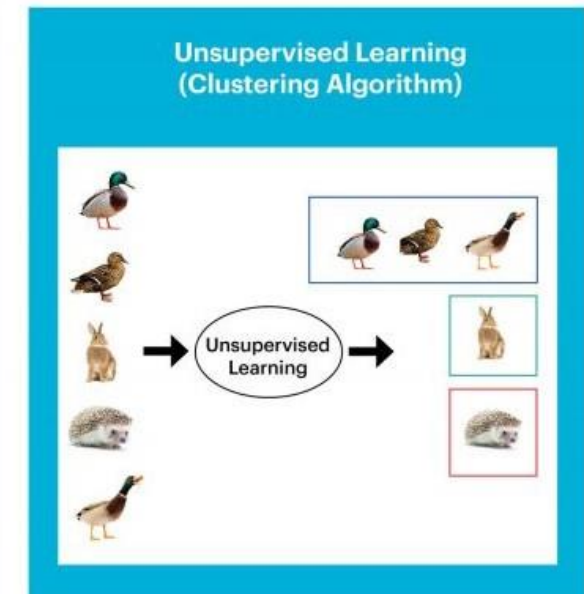 Unsupervised Learning
(Clustering Algorithm)
Unsupervised
Learning